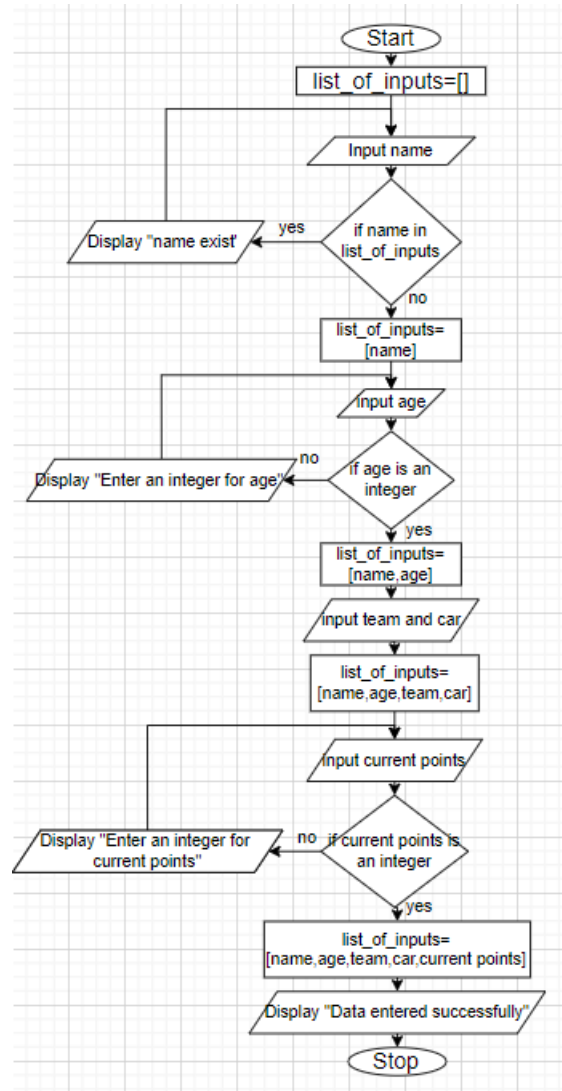 Start
list_of_inputs=[]
Input name
if name in
list_of_inputs
yes
Display "name exist'
no
list_of_inputs=
[name]
input age
if age is an
integer
no
Display "Enter an integer for age"
yes
list_of_inputs=
[name,age]
input team and car
list_of_inputs=
[name,age,team,car]
Input current points
if current points is
an integer
no
Display "Enter an integer for
current points"
yes
list_of_inputs=
[name,age,team,car,current points]
Display "Data entered successfully"
Stop